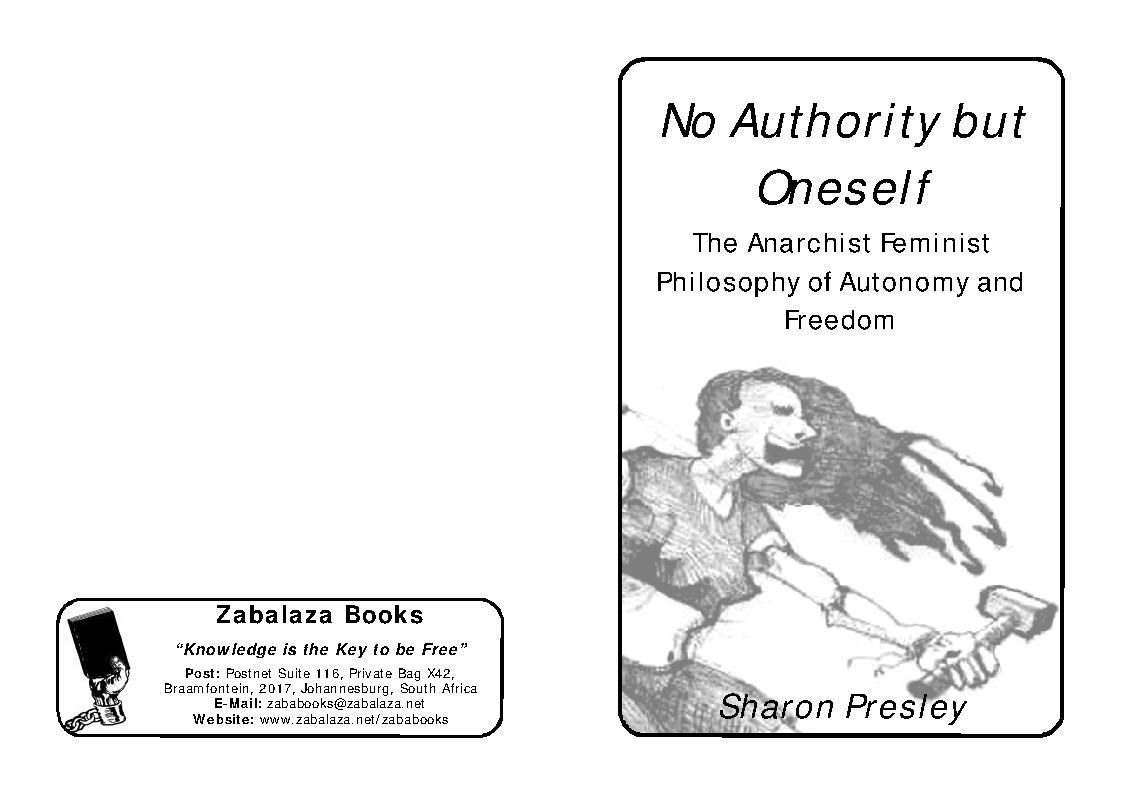 No Authority but
Oneself
The Anarchist Feminist
Philosophy of Autonomy and
Freedom
Sharon Presley
Zabalaza Books
“Knowledge is the Key to be Free”
Post: Postnet Suite 116, Private Bag X42,
Braamfontein, 2017, Johannesburg, South Africa
E-Mail: zababooks@zabalaza.net
Website: www.zabalaza.net/zababooks